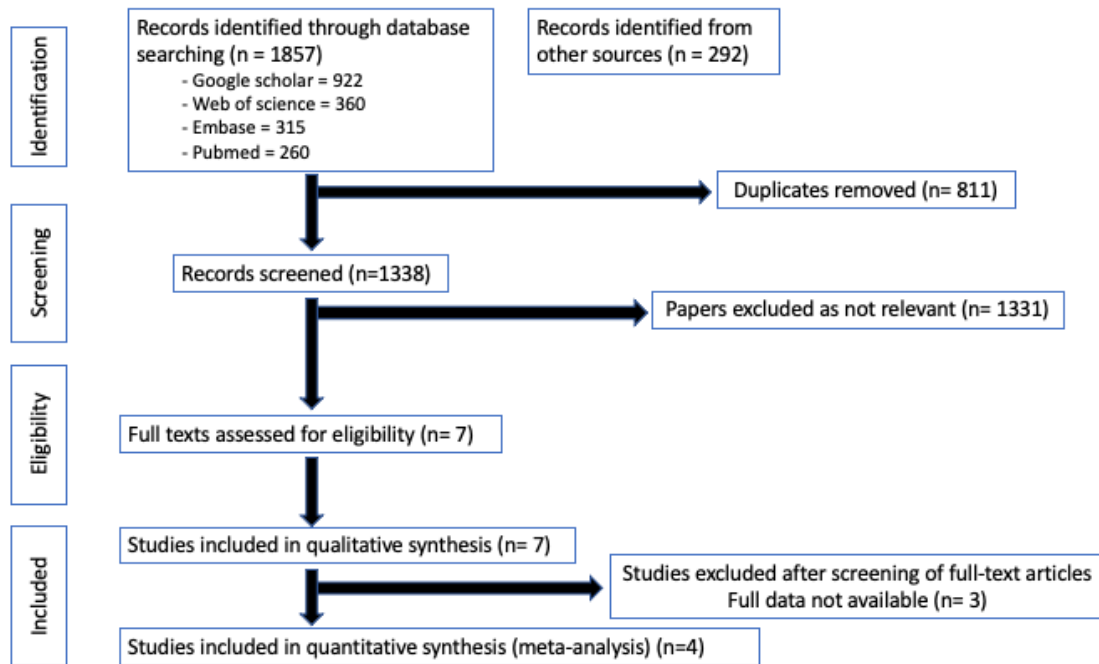 Identification
Records identified through database
searching (n = 1857)
- Google scholar = 922
- Web of science = 360
- Embase = 315
- Pubmed = 260
Records identified from
other sources (n = 292)
Duplicates removed (n= 811)
Screening
Records screened (n=1338)
Papers excluded as not relevant (n= 1331)
Eligibility
Full texts assessed for eligibility (n= 7)
Included
Studies included in qualitative synthesis (n= 7)
Studies excluded after screening of full-text articles
Full data not available (n= 3)
Studies included in quantitative synthesis (meta-analysis) (n=4)